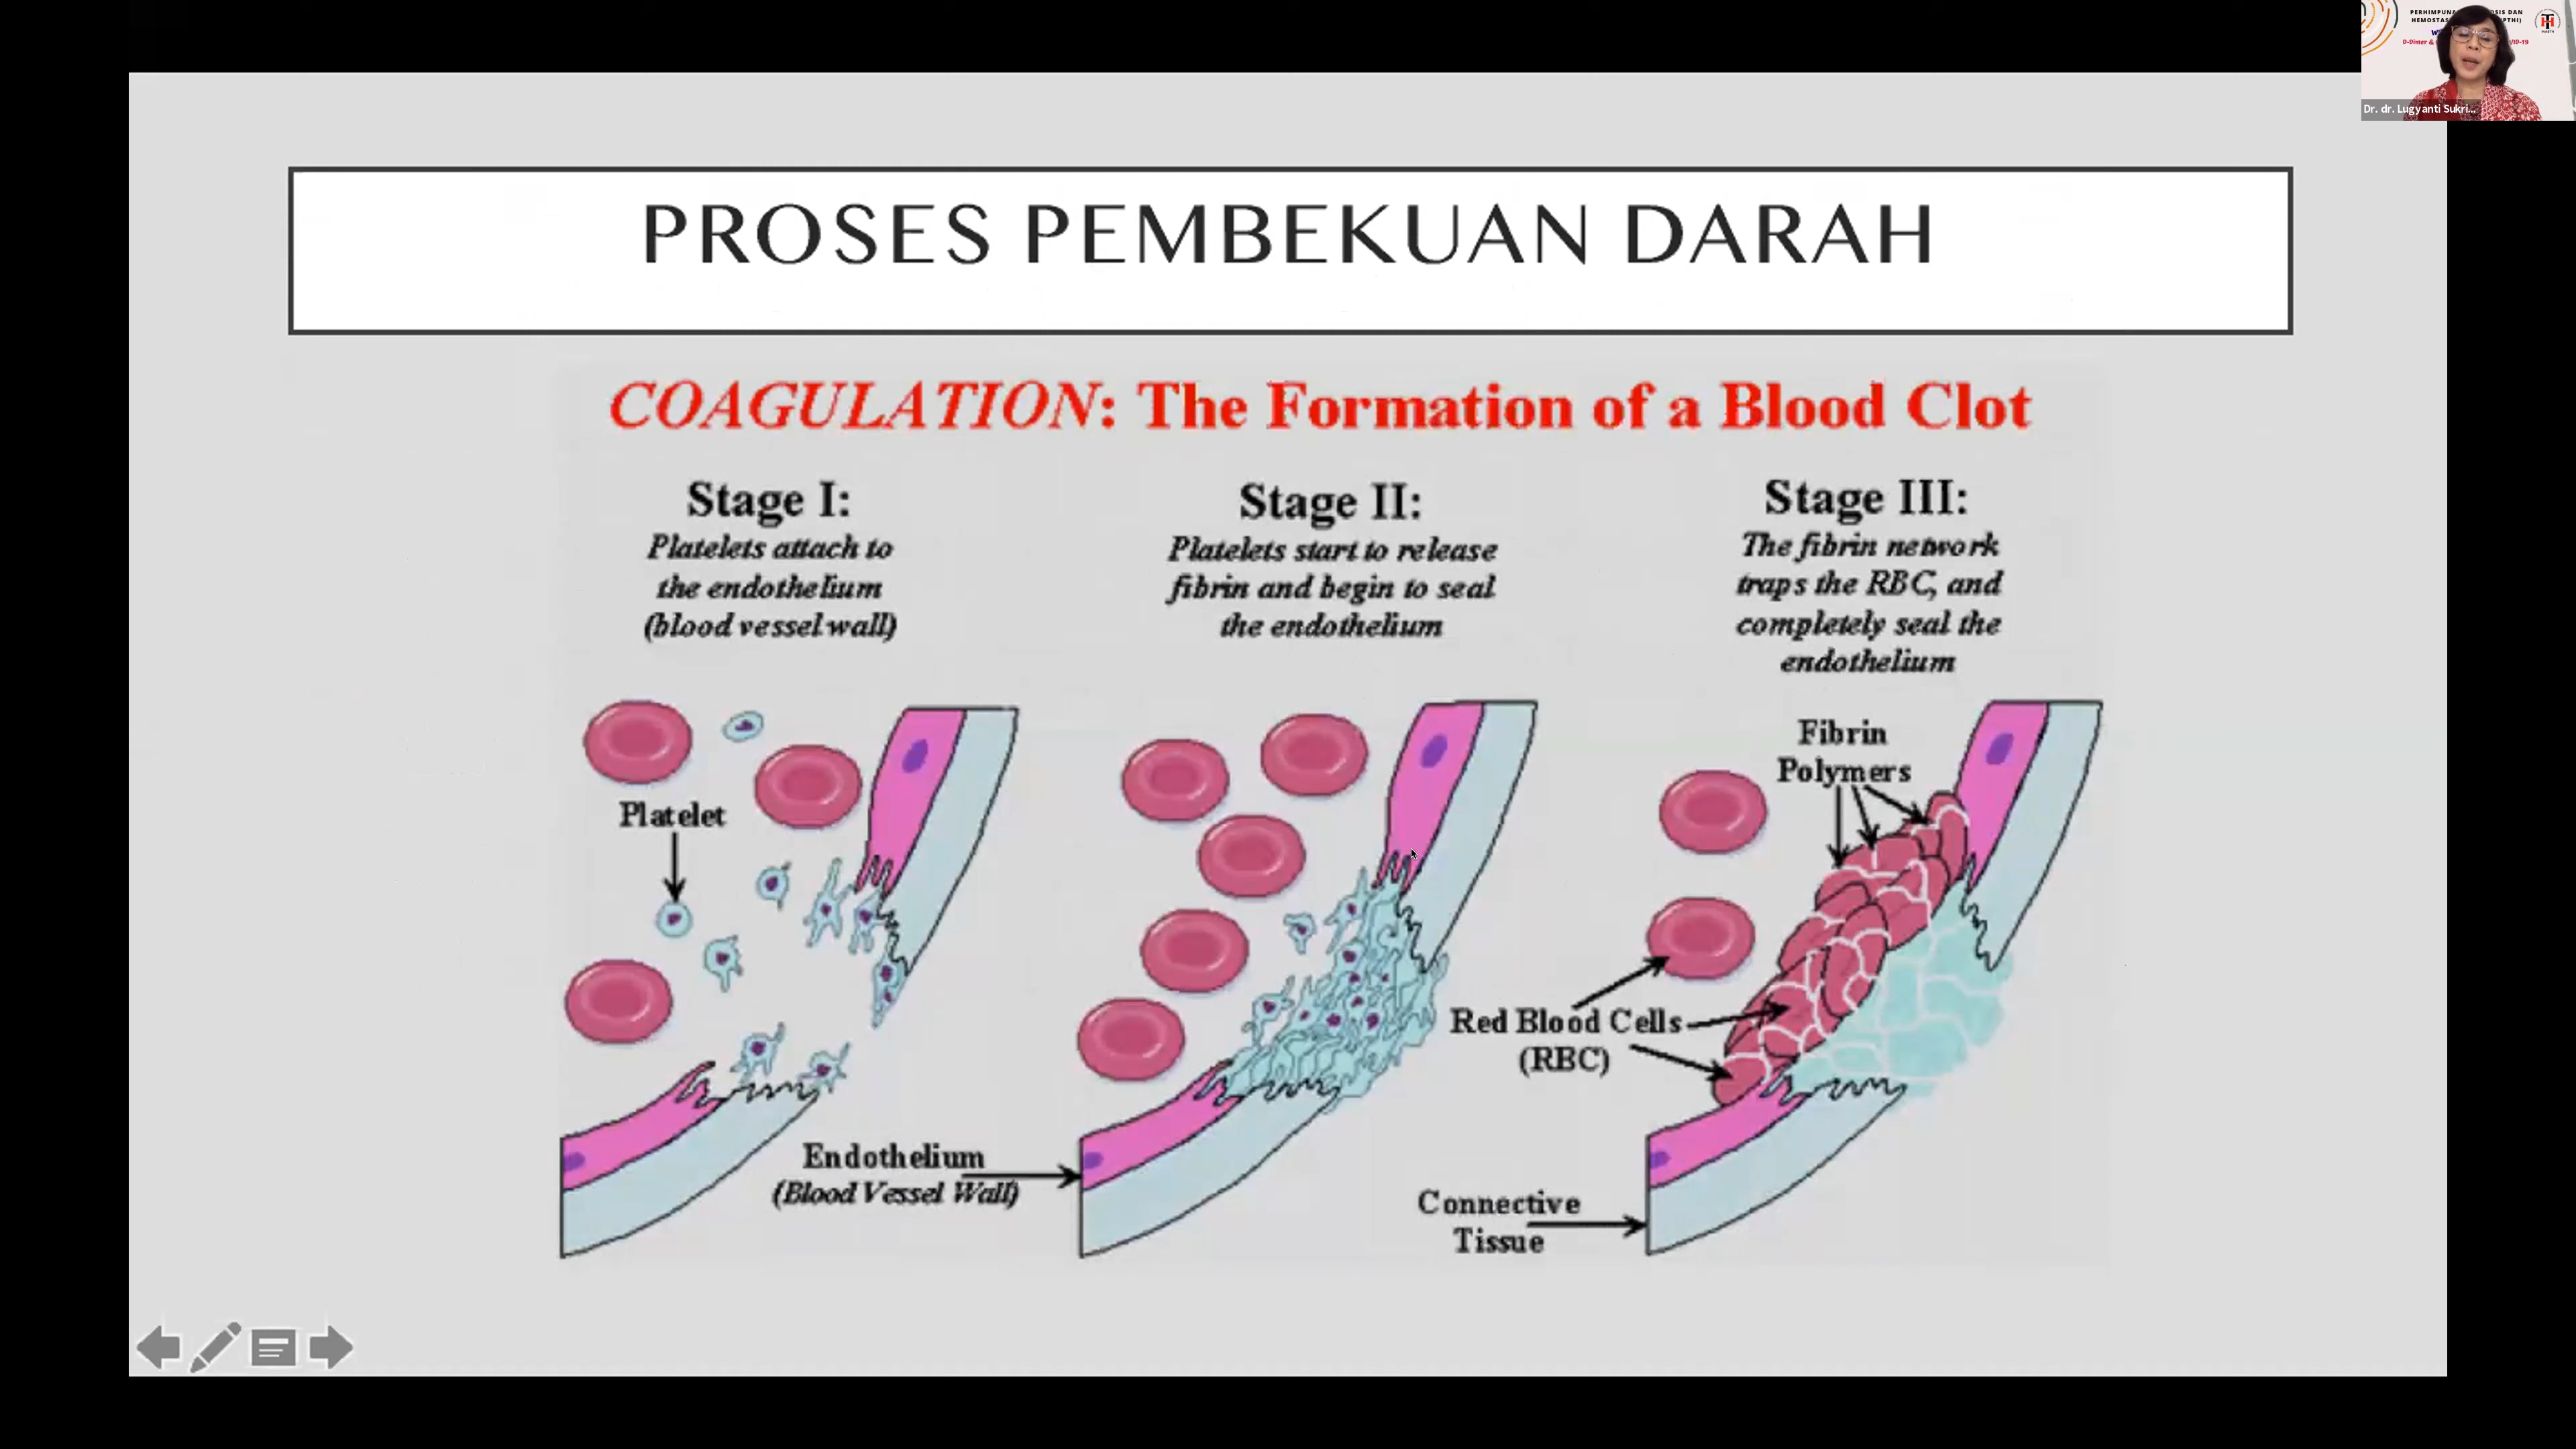 PROSES PEMBEKUAN DARAH
COAGULATION: The Formation of a Blood Clot
Stage I:
Platelets attach to
the endothelium
(blood vessel wall)
Stage II:
Platelets start to release
fibrin and begin to seal
the endothelium
Stage III:
The fibrin network
traps the RBC, and
completely seal the
endothelium
Platelet
Endothelium
(Blood Vessel Wall)
Fibrin
Polymers
Red Blood Cells
(RBC)
Connective
Tissue
DAN
HEMOSTAS
D-Dimer &
Dr. dr. Lugyanti Sukri...